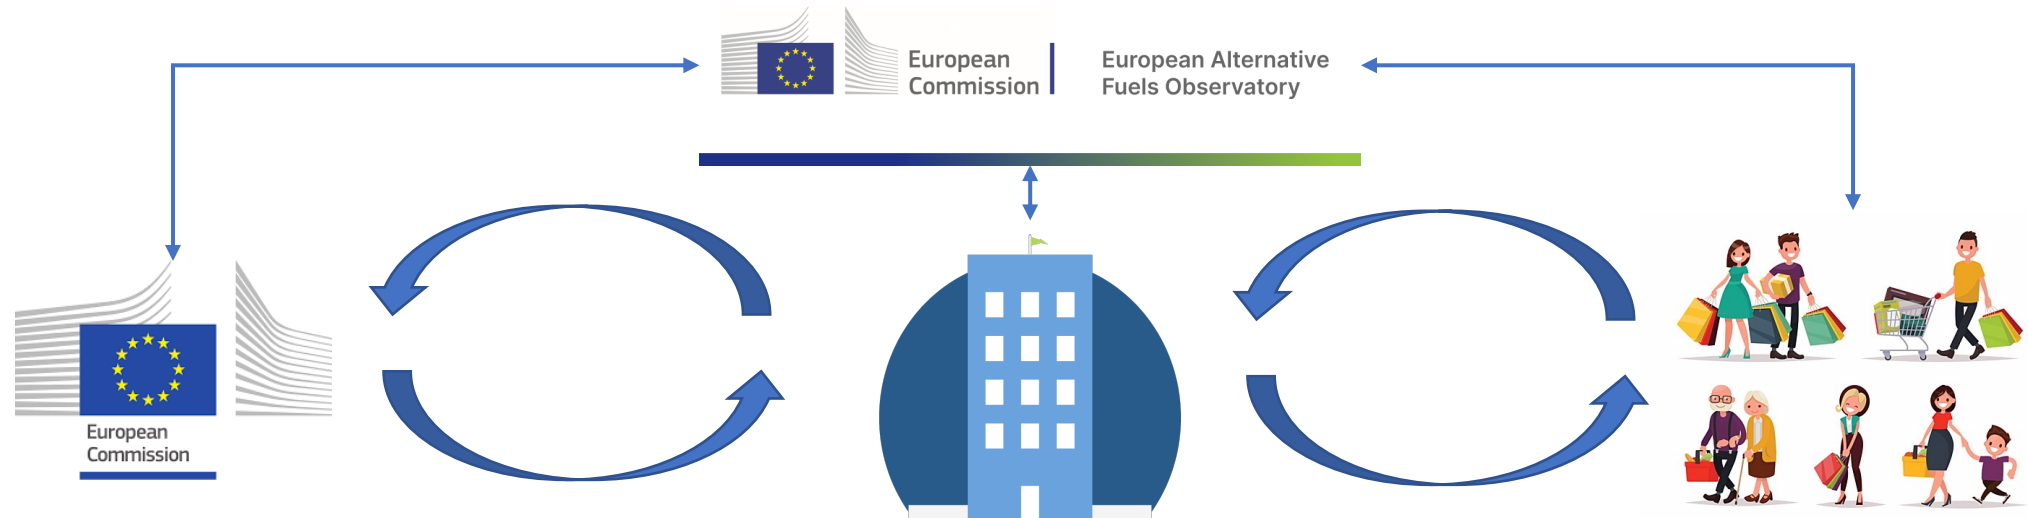 European
Commission
European Alternative
Fuels Observatory
European
Commission